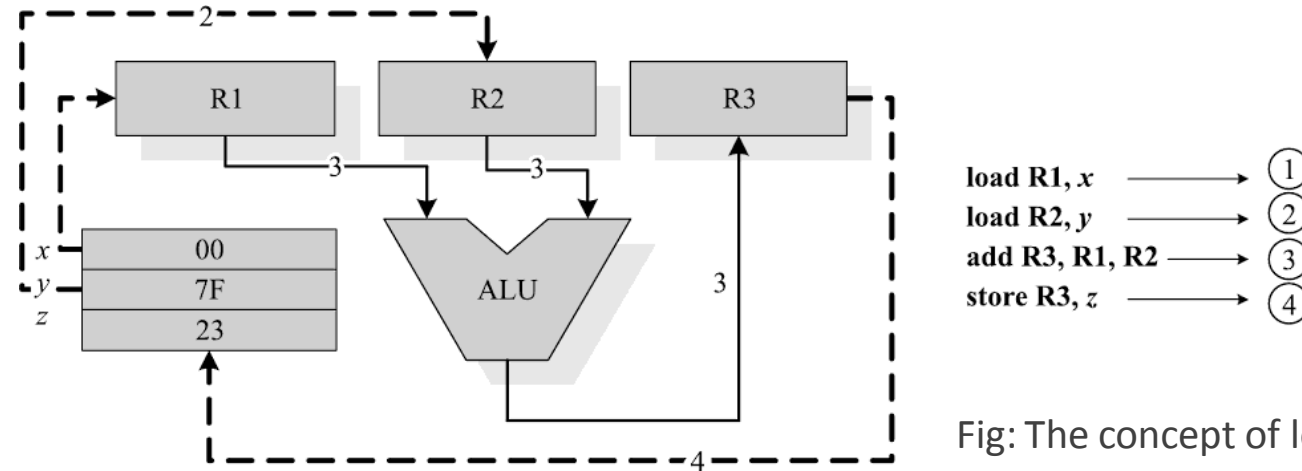 2
R1
R2
R3
3
3
x
00
y
7F
z
23
ALU
3
4
load R1, x
1
load R2, y
2
add R3, R1, R2
3
store R3, z
4
Fig: The concept of